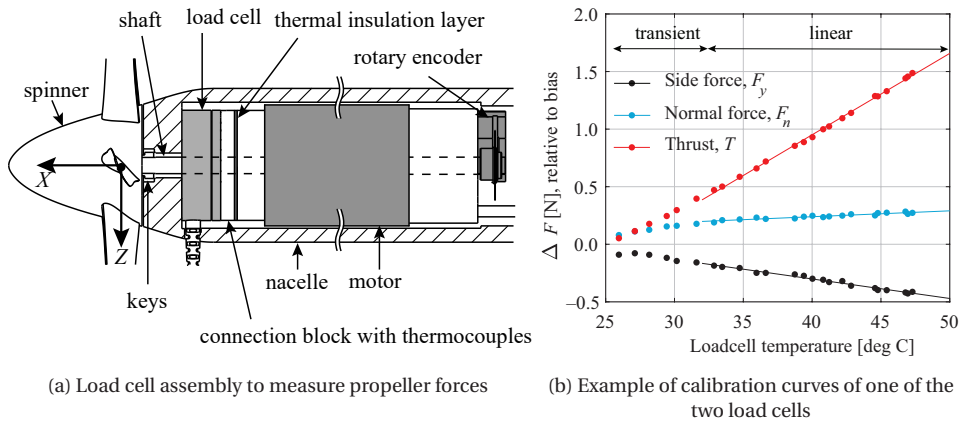 shaft
load cell
thermal insulation layer
rotary encoder
spinner
X
Z
keys
nacelle
motor
connection block with thermocouples
(a) Load cell assembly to measure propeller forces
transient
linear
Side force, F_y
Normal force, F_n
Thrust, T
Δ F [N], relative to bias
2.0
1.5
1.0
0.5
0.0
−0.5
25 30 35 40 45 50
Loadcell temperature [deg C]
(b) Example of calibration curves of one of the
two load cells